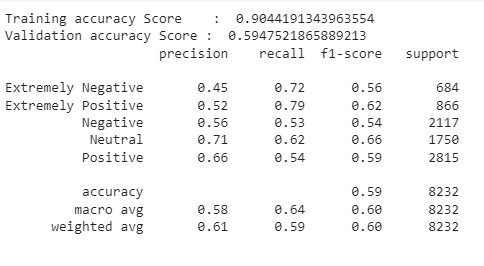 Training accuracy Score    :  0.9044191343963554
Validation accuracy Score :  0.5947521865889213
precision    recall  f1-score   support
Extremely Negative       0.45      0.72      0.56       684
Extremely Positive       0.52      0.79      0.62       866
Negative       0.56      0.53      0.54      2117
Neutral       0.71      0.62      0.66      1750
Positive       0.66      0.54      0.59      2815
accuracy                           0.59      8232
macro avg       0.58      0.64      0.60      8232
weighted avg       0.61      0.59      0.60      8232